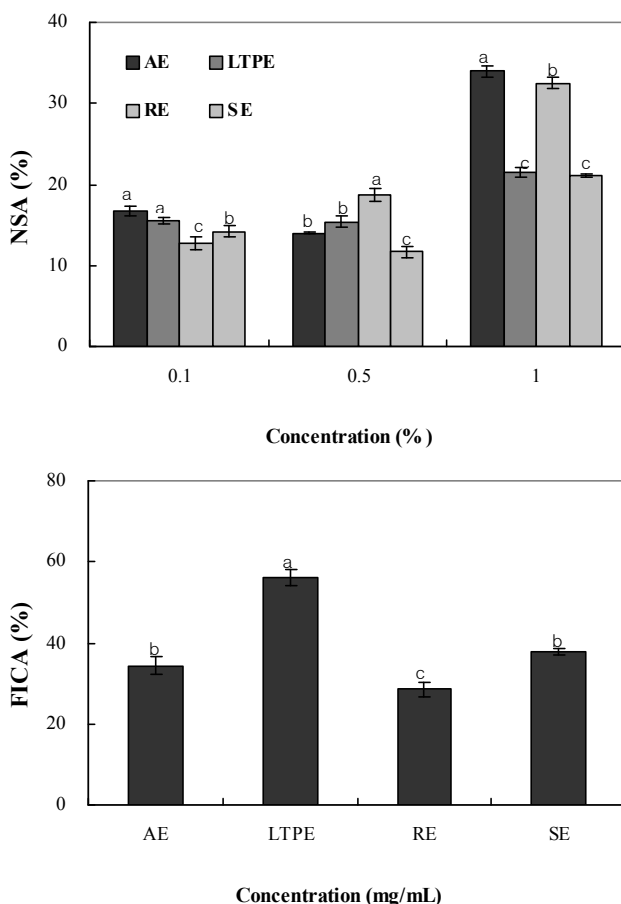 40
AE LTPE
RE SE
a
b
30
NSA (%)
c
c
20
a
a
c
b
b
b
a
c
10
0
0.1 0.5 1
Concentration (%)
80
FICA (%)
60
a
40
b
c
b
20
0
AE LTPE RE SE
Concentration (mg/mL)